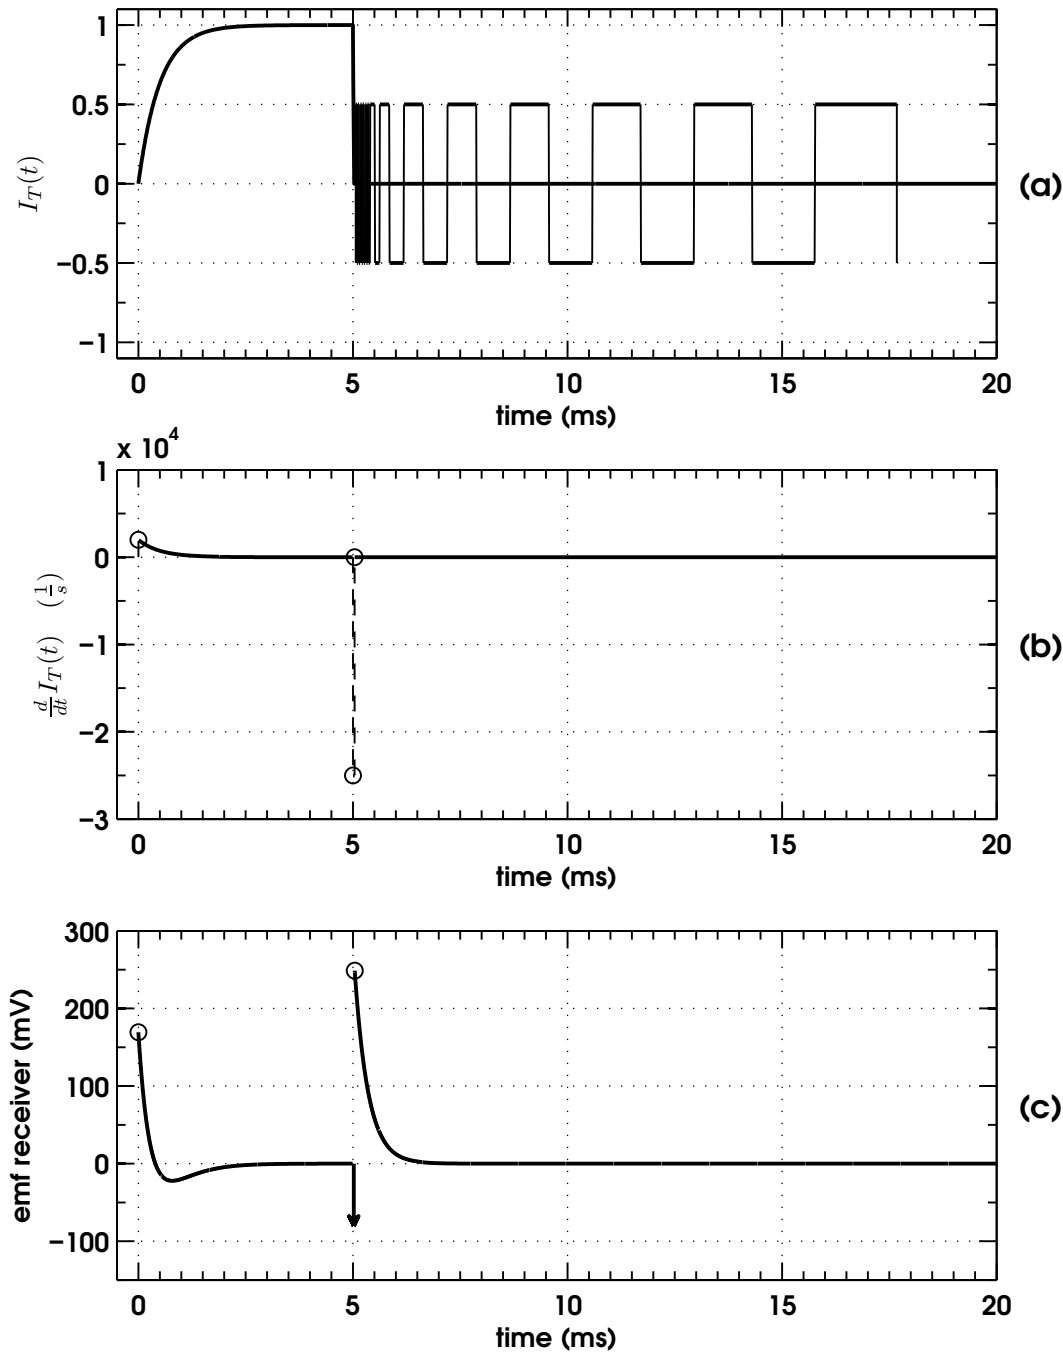 1
0.5
0
−0.5
−1
I_T(t)
(a)
0 5 10 15 20
time (ms)
x 10^4
1
0
−1
−2
−3
d/dt I_T(t) (1/s)
(b)
0 5 10 15 20
time (ms)
300
200
100
0
−100
emf receiver (mV)
(c)
0 5 10 15 20
time (ms)